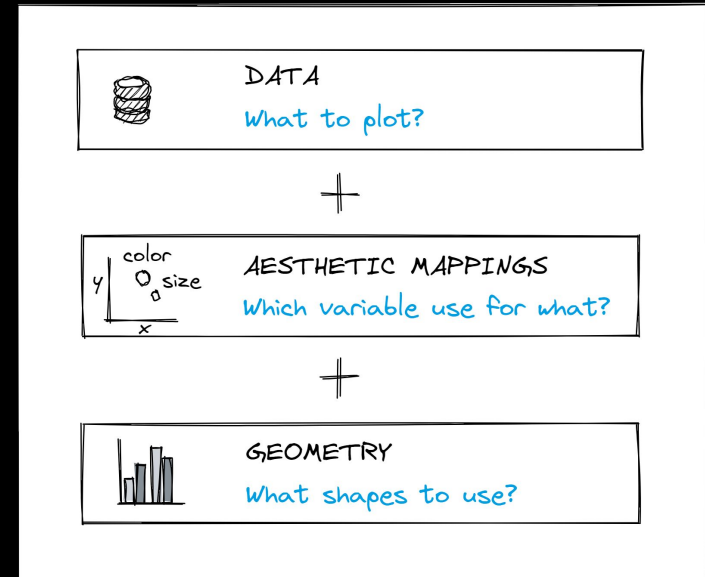 DATA
What to plot?
+
color
y
size
x
AESTHETIC MAPPINGS
Which variable use for what?
+
GEOMETRY
What shapes to use?